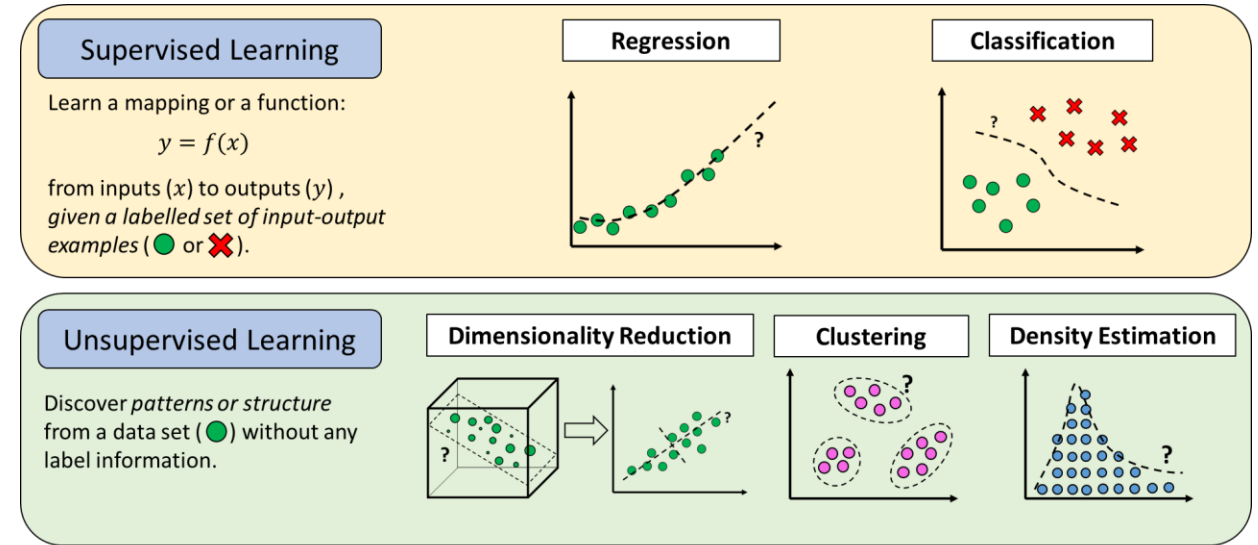 Supervised Learning
Learn a mapping or a function:
y = f(x)
from inputs (x) to outputs (y) ,
given a labelled set of input-output
examples ( or ).
Regression
?
Classification
?
Unsupervised Learning
Discover patterns or structure
from a data set ( ) without any
label information.
Dimensionality Reduction
?
?
Clustering
?
Density Estimation
?